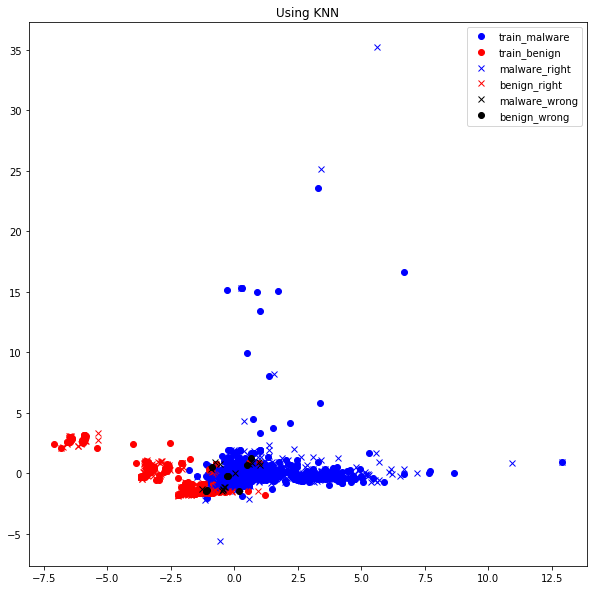 Using KNN
train_malware
train_benign
malware_right
benign_right
malware_wrong
benign_wrong
35
30
25
20
15
10
5
0
−5
−7.5 −5.0 −2.5 0.0 2.5 5.0 7.5 10.0 12.5